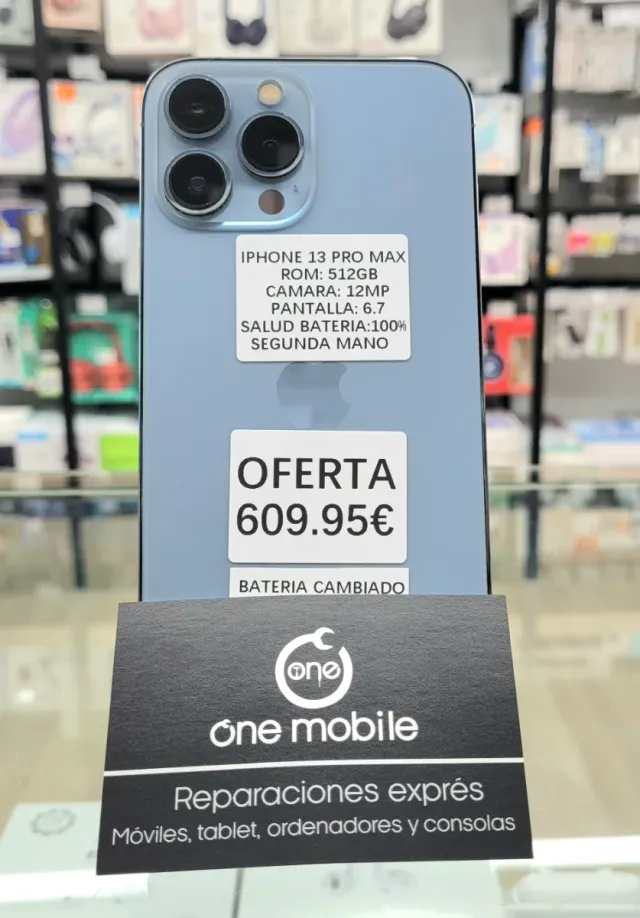 IPHONE 13 PRO MAX
ROM: 512GB
CAMARA: 12MP
PANTALLA: 6.7
SALUD BATERIA:100%
SEGUNDA MANO
OFERTA
609.95€
BATERIA CAMBIADO
one
one mobile
Reparaciones exprés
Móviles, tablet, ordenadores y consolas